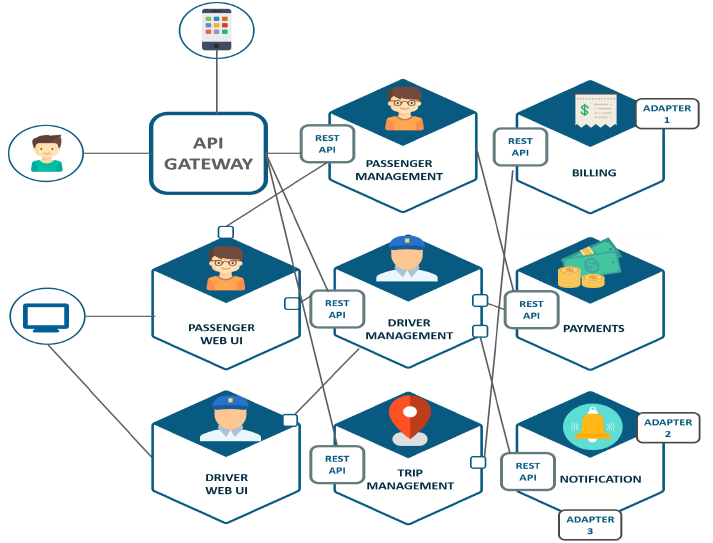 API
GATEWAY
REST
API
PASSENGER
MANAGEMENT
REST
API
BILLING
ADAPTER
1
PASSENGER
WEB UI
REST
API
DRIVER
MANAGEMENT
REST
API
PAYMENTS
DRIVER
WEB UI
REST
API
TRIP
MANAGEMENT
REST
API
NOTIFICATION
ADAPTER
2
ADAPTER
3